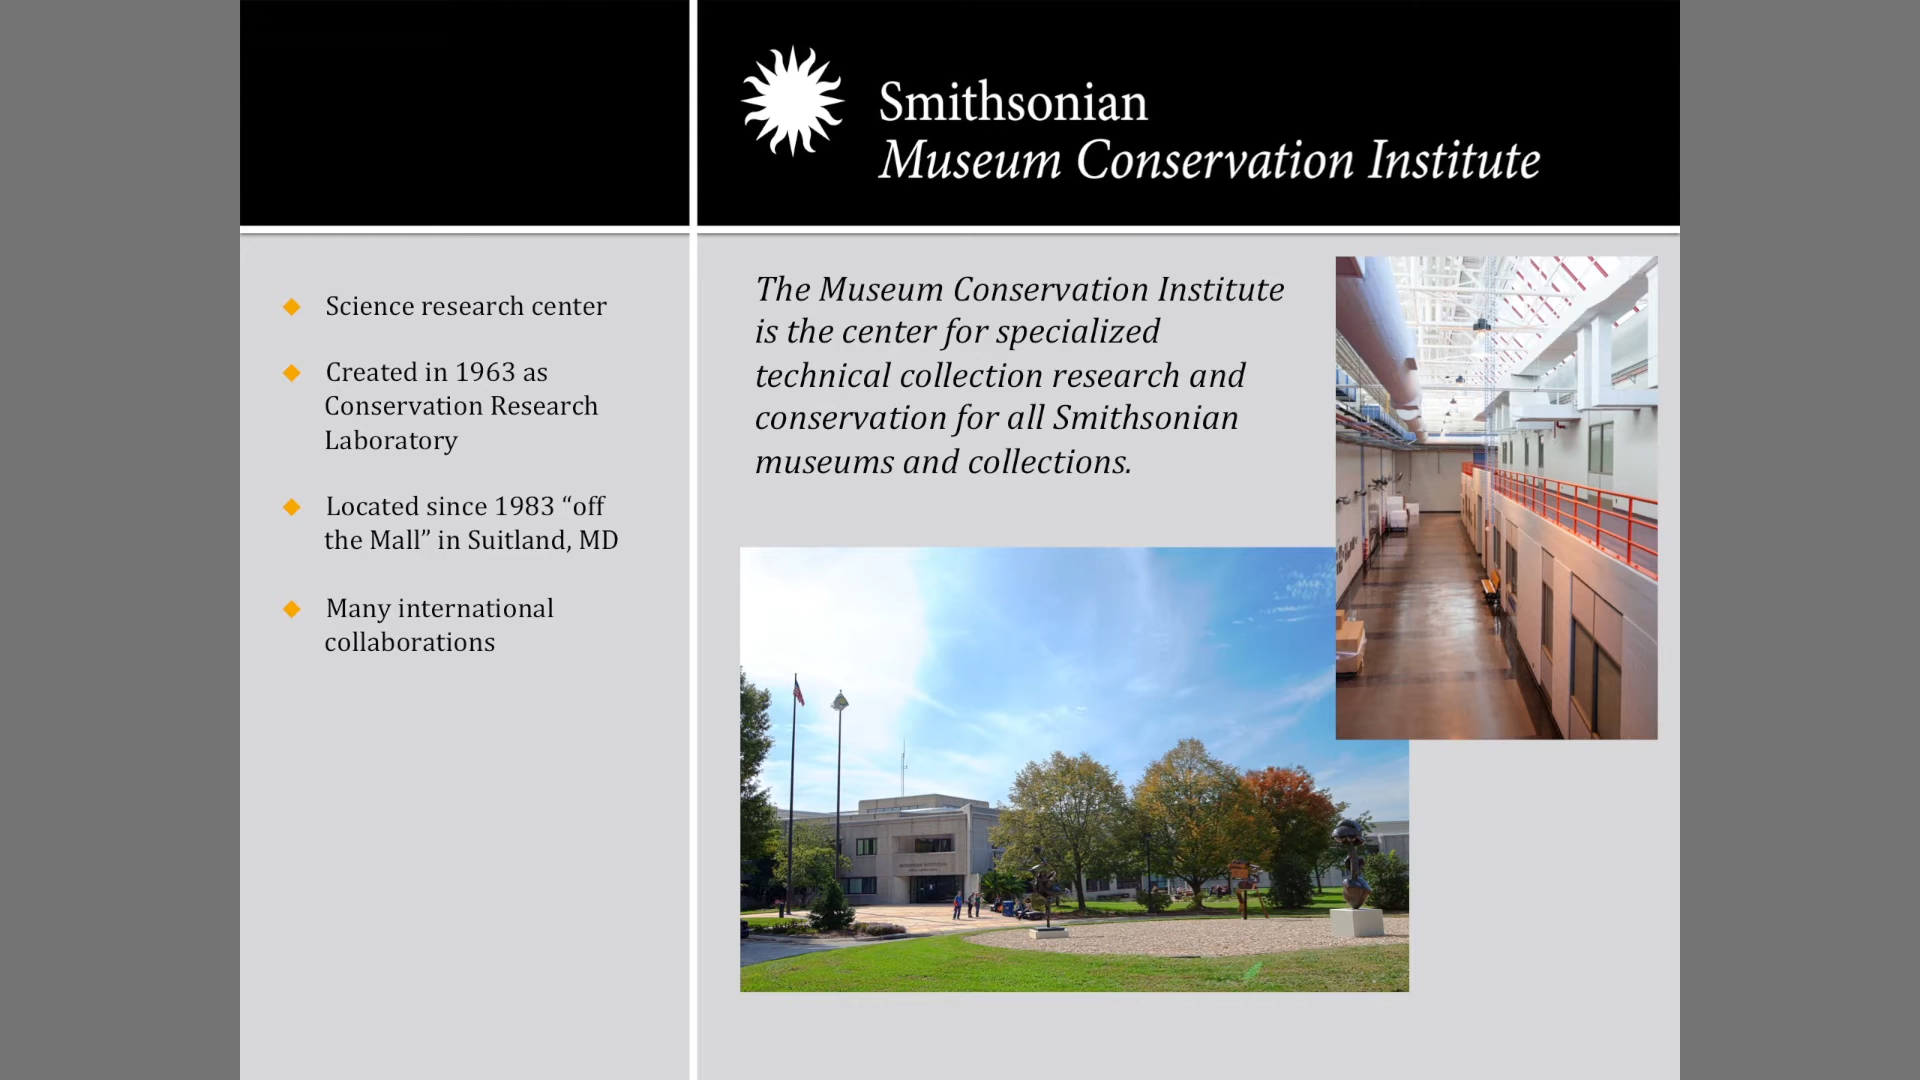 Smithsonian
Museum Conservation Institute
Science research center
Created in 1963 as
Conservation Research
Laboratory
Located since 1983 “off
the Mall” in Suitland, MD
Many international
collaborations
The Museum Conservation Institute
is the center for specialized
technical collection research and
conservation for all Smithsonian
museums and collections.